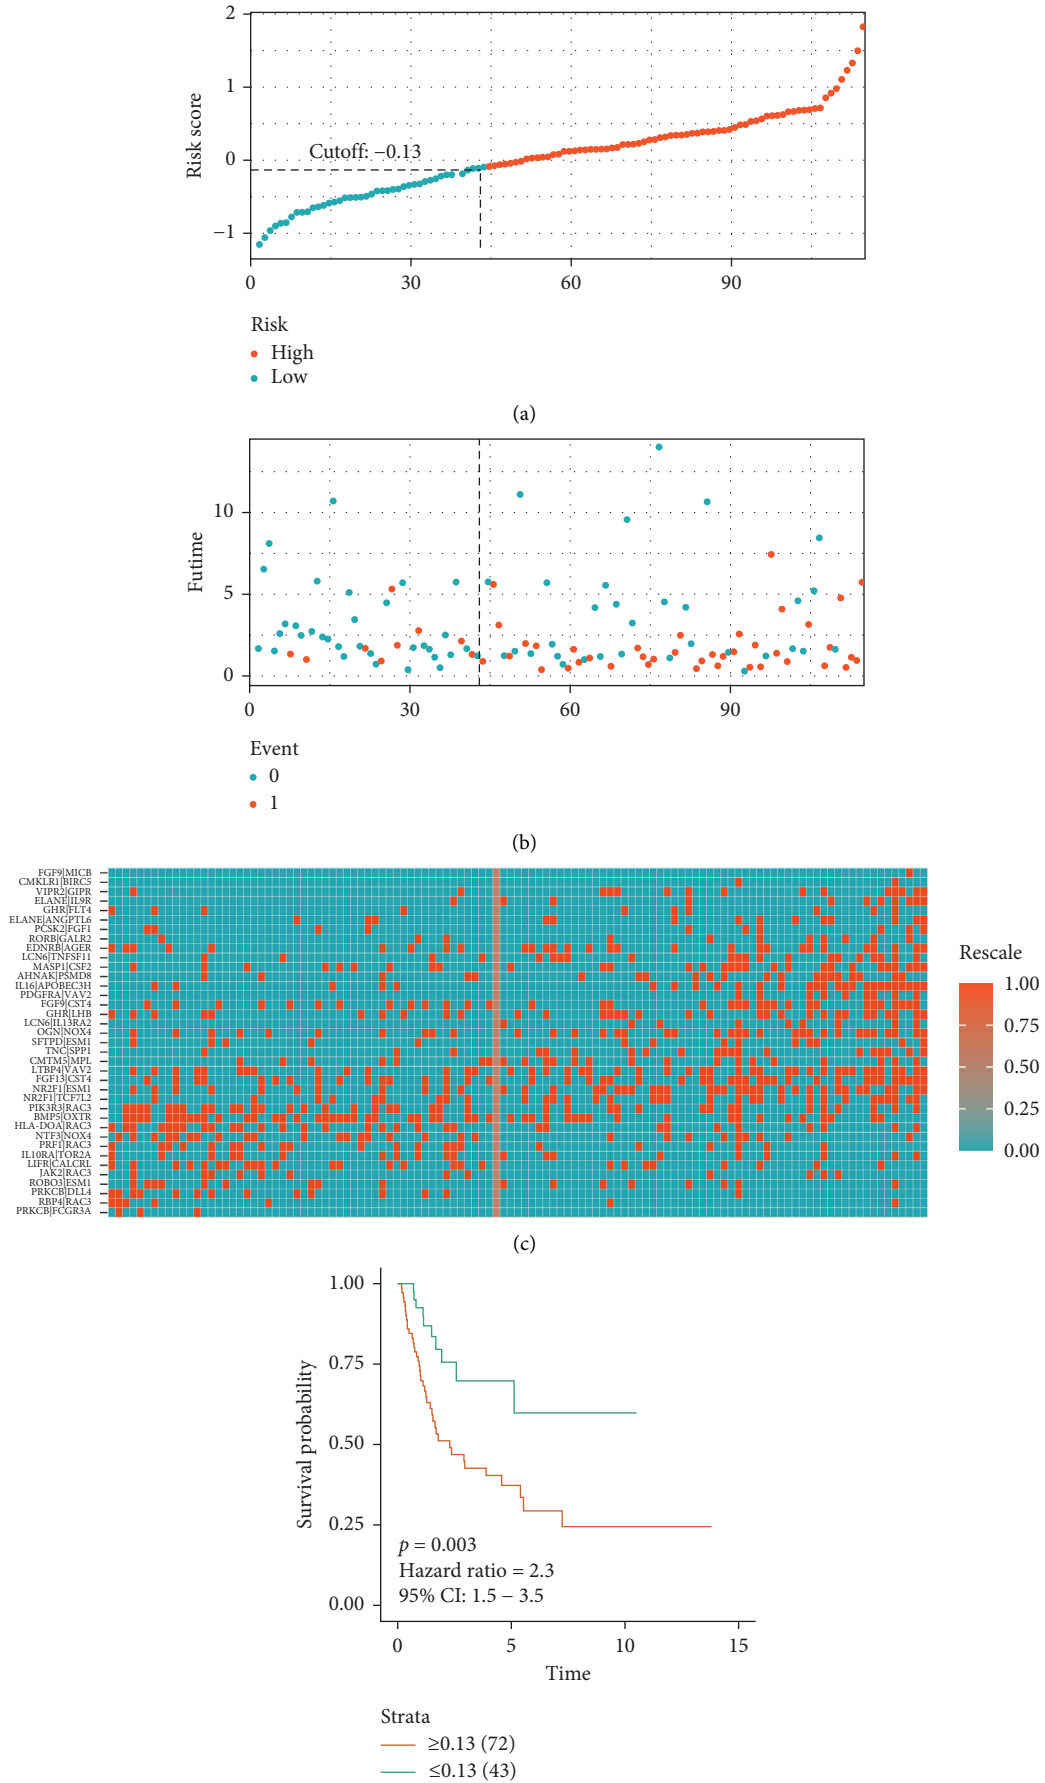 2
1
0
−1
Risk score
Cutoff: −0.13
0
30
60
90
Risk
High
Low
(a)
10
5
0
Futime
0
30
60
90
Event
0
1
(b)
FGF9|MICB
CMKLR1|BIRC5
VIPR2|GIPR
ELANE|IL9R
GHR|FLT4
ELANE|ANGPTL6
PCSK2|FGF1
RORB|GALR2
EDNRB|AGER
LCN6|TNFSF11
MASP1|CSF2
AHNAK|PSMD8
IL16|APOBEC3H
PDGFRA|VAV2
FGF9|CST4
GHR|LHB
LCN6|IL13RA2
OGN|NOX4
SFTPD|ESM1
TNC|SPP1
CMTM5|MPL
LTBP4|VAV2
FGF13|CST4
NR2F1|ESM1
NR2F1|TCF7L2
PIK3R3|RAC3
BMP5|OXTR
HLA-DOA|RAC3
NTF3|NOX4
PRF1|RAC3
IL10RA|TOR2A
LIFR|CALCRL
JAK2|RAC3
ROBO3|ESM1
PRKCB|DLL4
RBP4|RAC3
PRKCB|FCGR3A
Rescale
1.00
0.75
0.50
0.25
0.00
(c)
1.00
0.75
0.50
0.25
0.00
Survival probability
p = 0.003
Hazard ratio = 2.3
95% CI: 1.5 − 3.5
0
5
10
15
Time
Strata
≥0.13 (72)
≤0.13 (43)